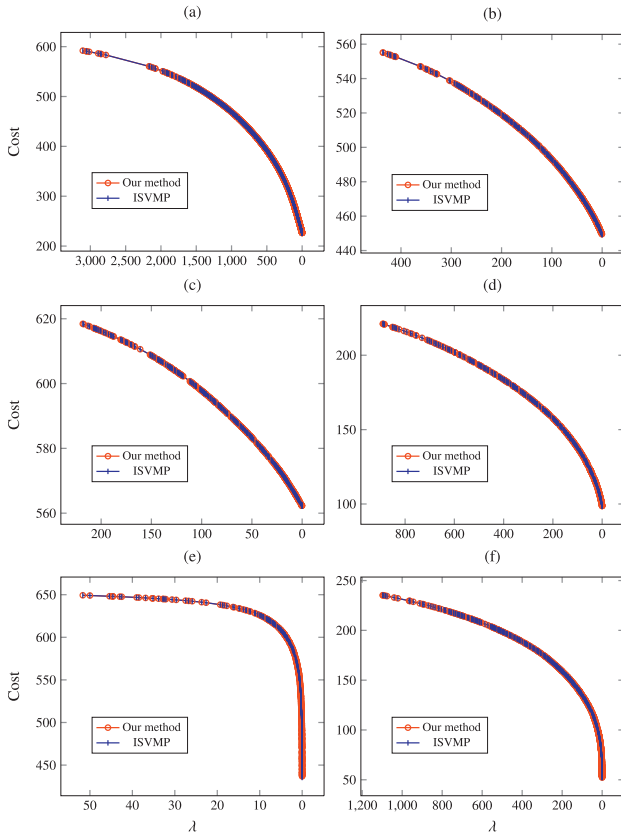 (a)
600
500
400
300
200
Cost
Our method
ISVMP
3,000 2,500 2,000 1,500 1,000 500 0
(b)
560
540
520
500
480
460
440
Our method
ISVMP
400 300 200 100 0
(c)
620
600
580
560
Cost
Our method
ISVMP
200 150 100 50 0
(d)
200
150
100
Our method
ISVMP
800 600 400 200 0
(e)
650
600
550
500
450
Cost
Our method
ISVMP
50 40 30 20 10 0
λ
(f)
250
200
150
100
50
Our method
ISVMP
1,200 1,000 800 600 400 200 0
λ